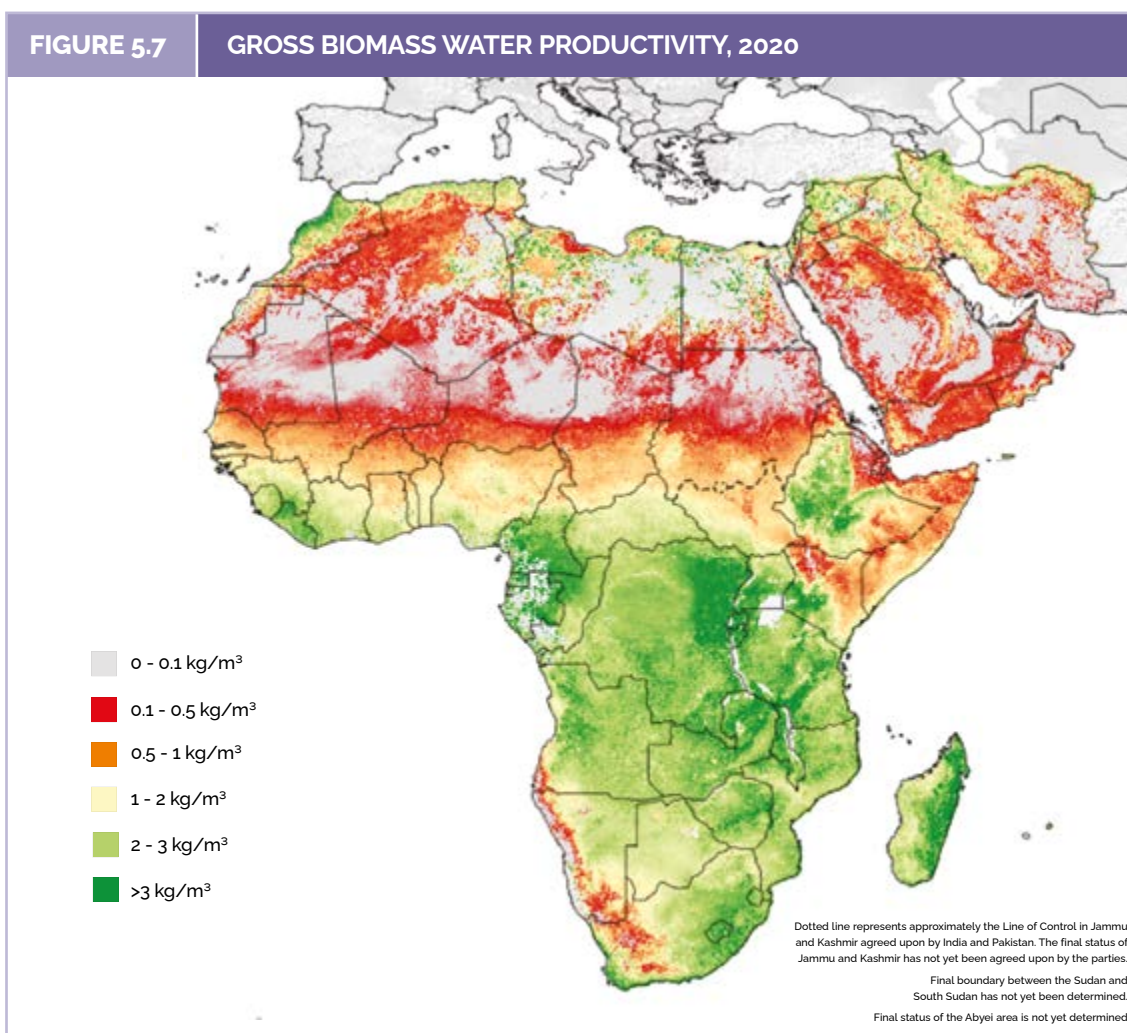 FIGURE 5.7
GROSS BIOMASS WATER PRODUCTIVITY, 2020
0 - 0.1 kg/m³
0.1 - 0.5 kg/m³
0.5 - 1 kg/m³
1 - 2 kg/m³
2 - 3 kg/m³
>3 kg/m³
Dotted line represents approximately the Line of Control in Jammu
and Kashmir agreed upon by India and Pakistan. The final status of
Jammu and Kashmir has not yet been agreed upon by the parties.
Final boundary between the Sudan and
South Sudan has not yet been determined.
Final status of the Abyei area is not yet determined